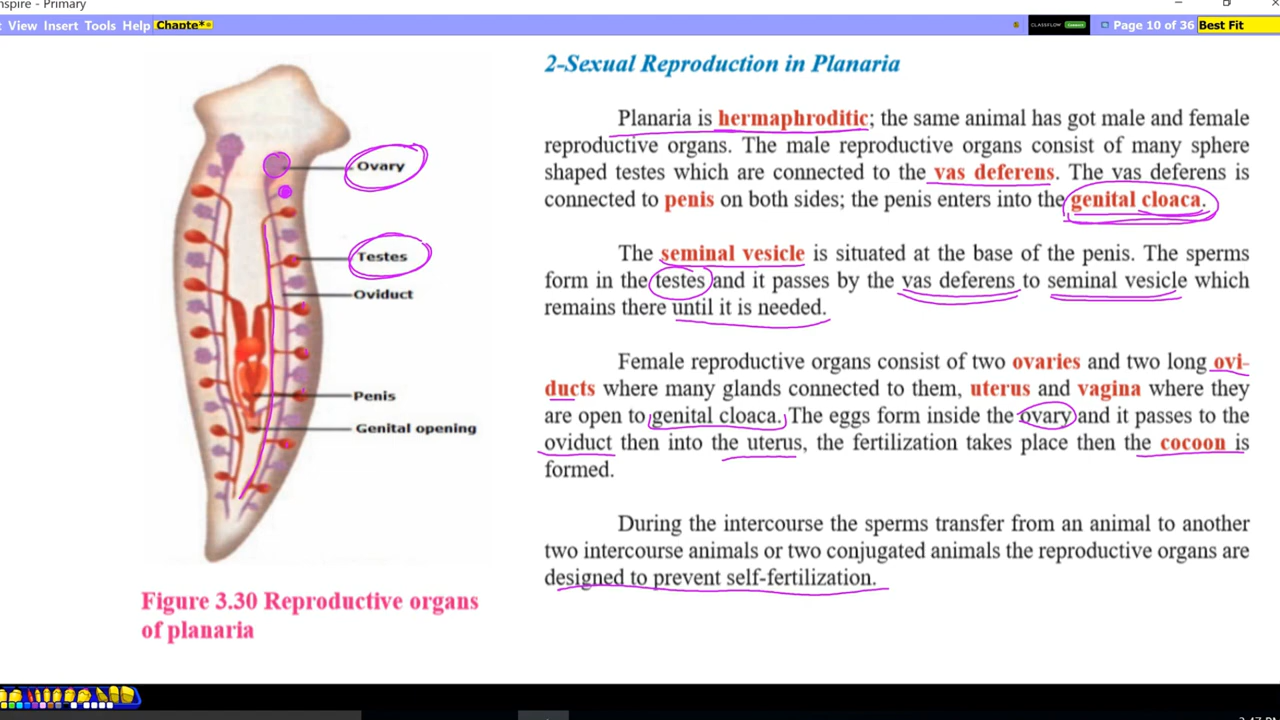 nspire - Primary
View Insert Tools Help Chapte*
CLASSFLOW
Page 10 of 36 Best Fit
2-Sexual Reproduction in Planaria
Planaria is hermaphroditic; the same animal has got male and female
reproductive organs. The male reproductive organs consist of many sphere
shaped testes which are connected to the vas deferens. The vas deferens is
connected to penis on both sides; the penis enters into the genital cloaca.
The seminal vesicle is situated at the base of the penis. The sperms
form in the testes and it passes by the vas deferens to seminal vesicle which
remains there until it is needed.
Female reproductive organs consist of two ovaries and two long ovi-
ducts where many glands connected to them, uterus and vagina where they
are open to genital cloaca. The eggs form inside the ovary and it passes to the
oviduct then into the uterus, the fertilization takes place then the cocoon is
formed.
During the intercourse the sperms transfer from an animal to another
two intercourse animals or two conjugated animals the reproductive organs are
designed to prevent self-fertilization.
Ovary
Testes
Oviduct
Penis
Genital opening
Figure 3.30 Reproductive organs
of planaria